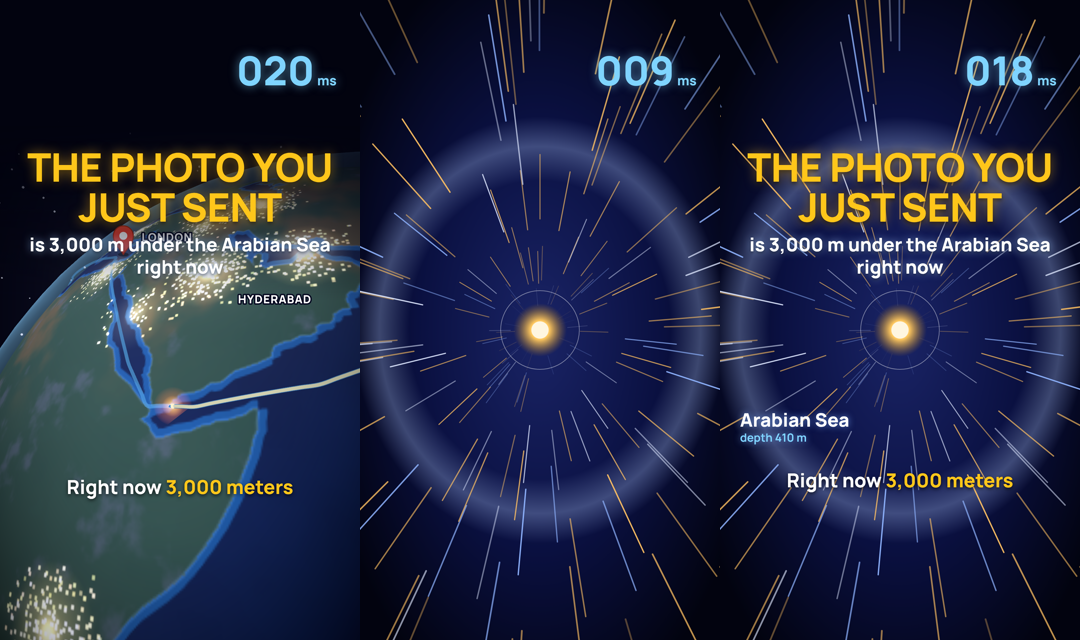 020 ms
THE PHOTO YOU
JUST SENT
LONDON
is 3,000 m under the Arabian Sea
right now
HYDERABAD
Right now 3,000 meters
009 ms
018 ms
THE PHOTO YOU
JUST SENT
is 3,000 m under the Arabian Sea
right now
Arabian Sea
depth 410 m
Right now 3,000 meters